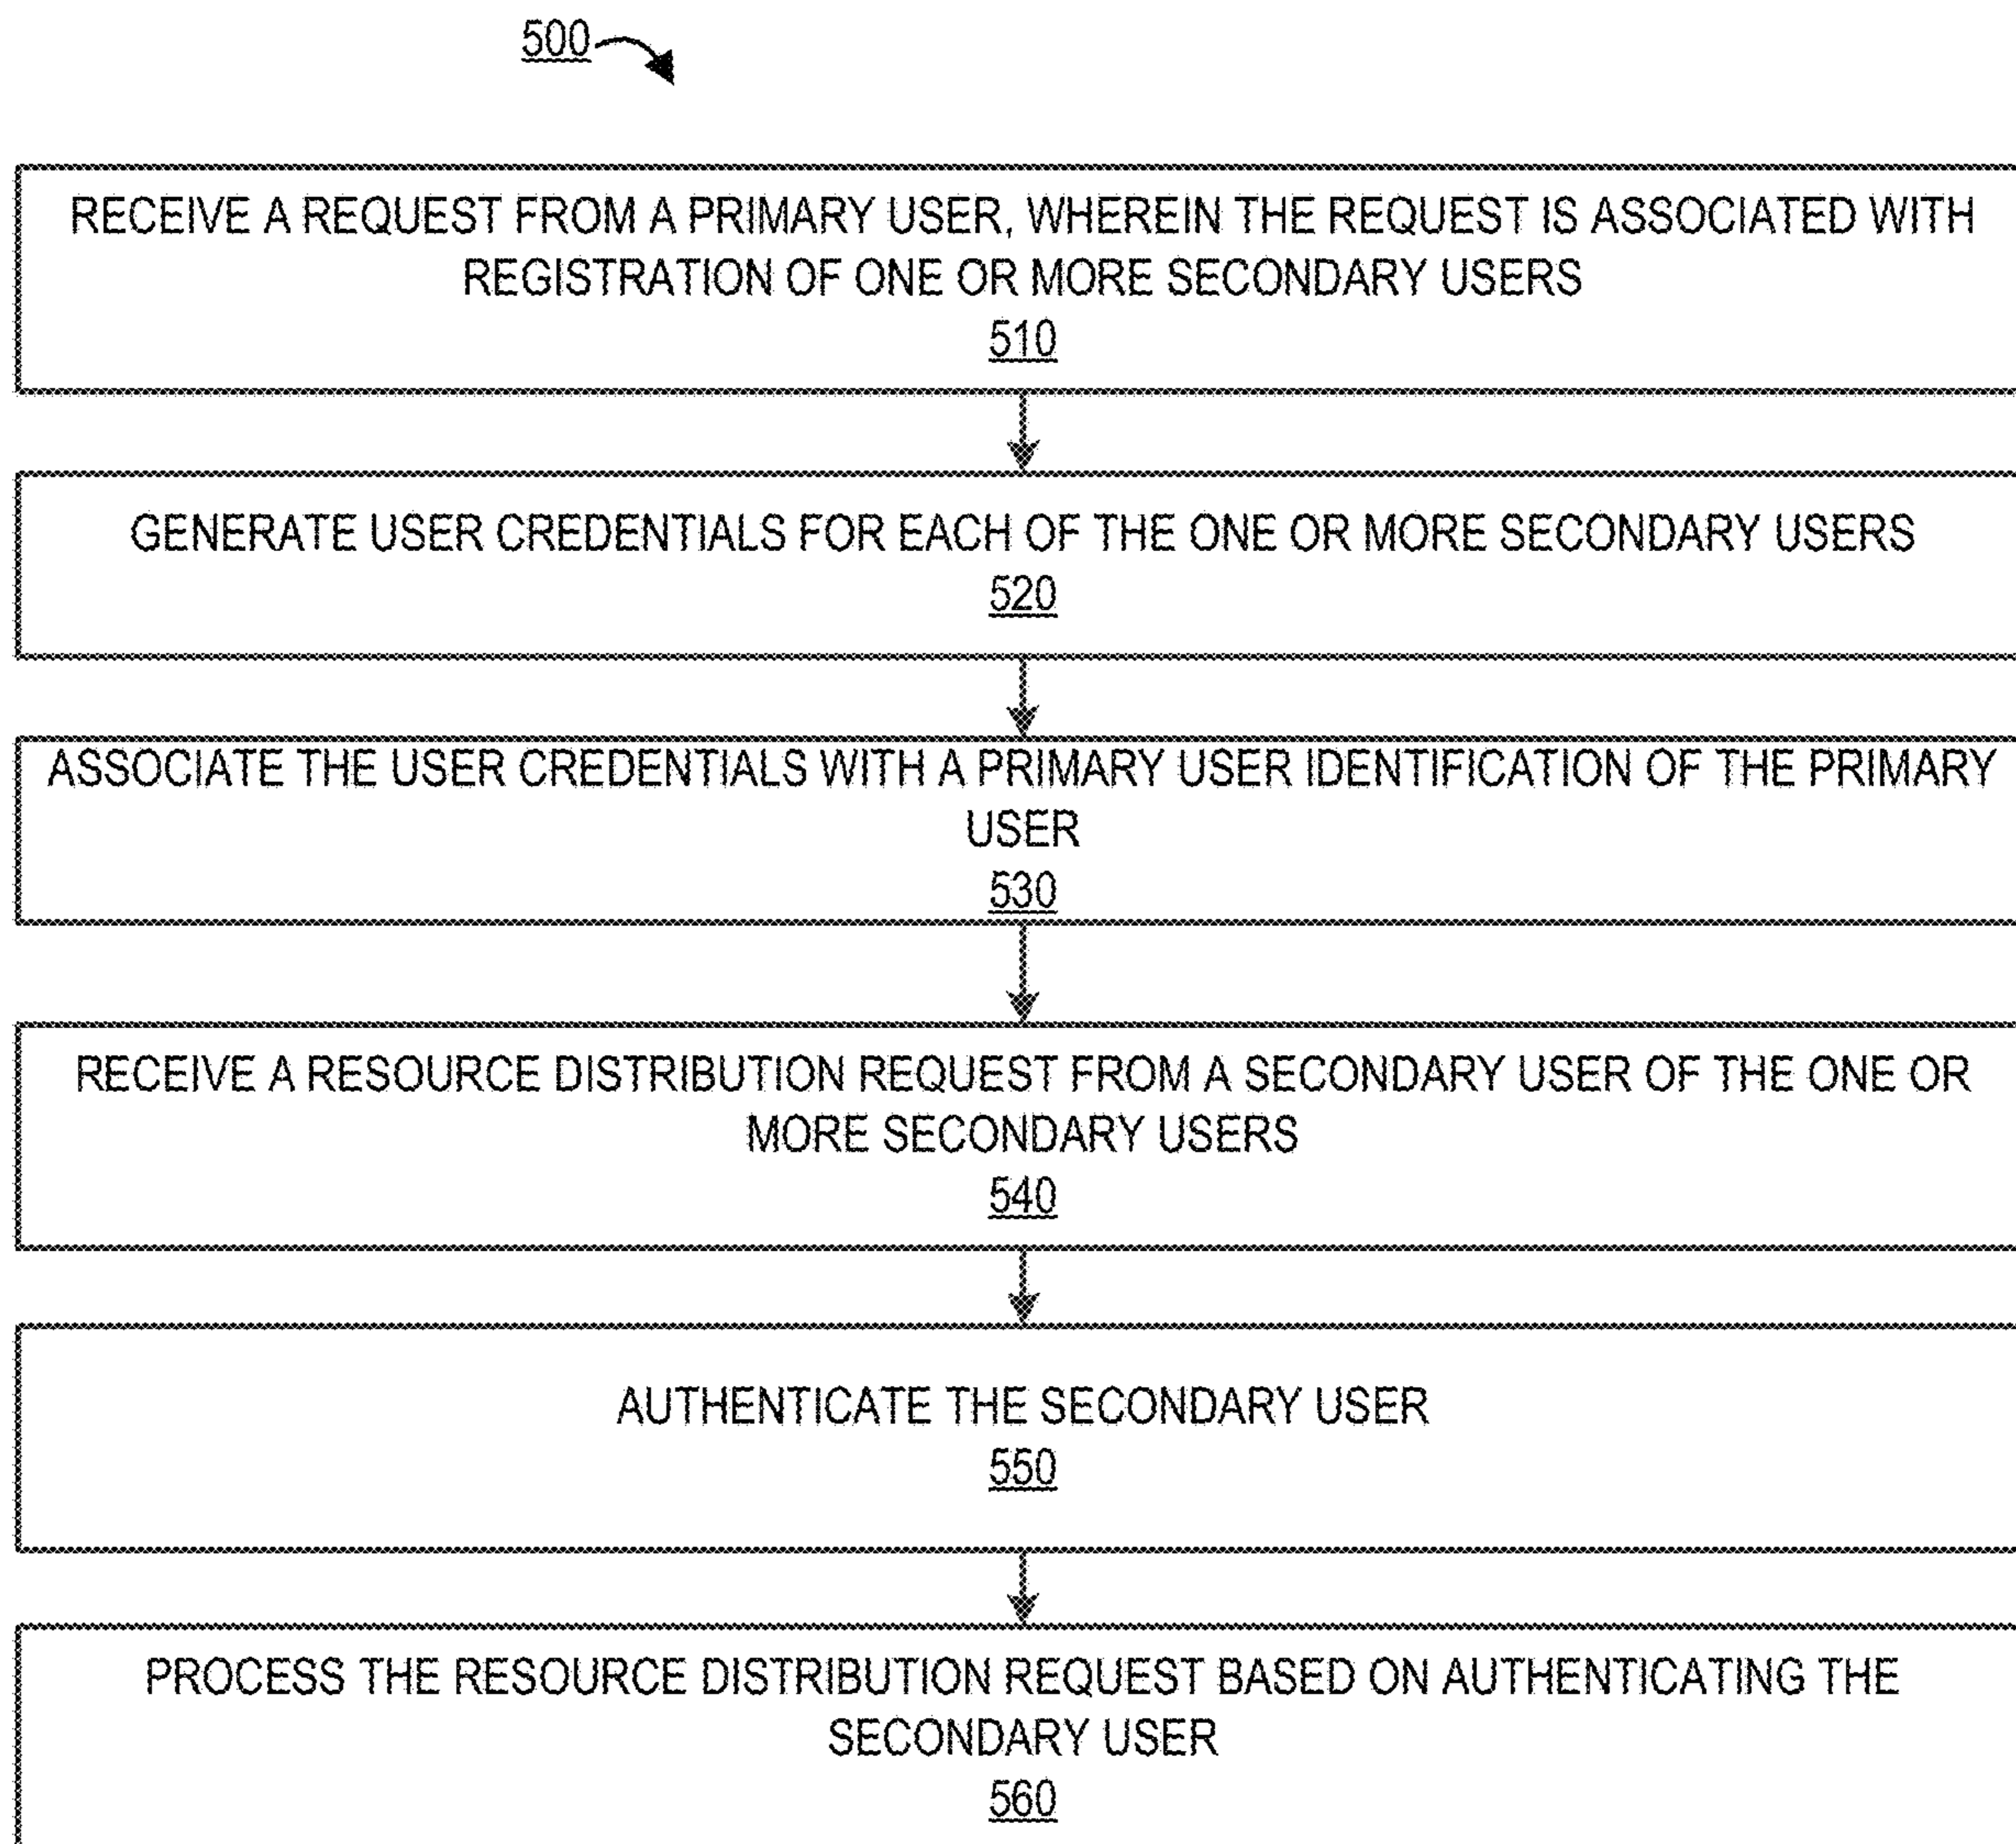 500
RECEIVE A REQUEST FROM A PRIMARY USER, WHEREIN THE REQUEST IS ASSOCIATED WITH
REGISTRATION OF ONE OR MORE SECONDARY USERS
510
GENERATE USER CREDENTIALS FOR EACH OF THE ONE OR MORE SECONDARY USERS
520
ASSOCIATE THE USER CREDENTIALS WITH A PRIMARY USER IDENTIFICATION OF THE PRIMARY
USER
530
RECEIVE A RESOURCE DISTRIBUTION REQUEST FROM A SECONDARY USER OF THE ONE OR
MORE SECONDARY USERS
540
AUTHENTICATE THE SECONDARY USER
550
PROCESS THE RESOURCE DISTRIBUTION REQUEST BASED ON AUTHENTICATING THE
SECONDARY USER
560